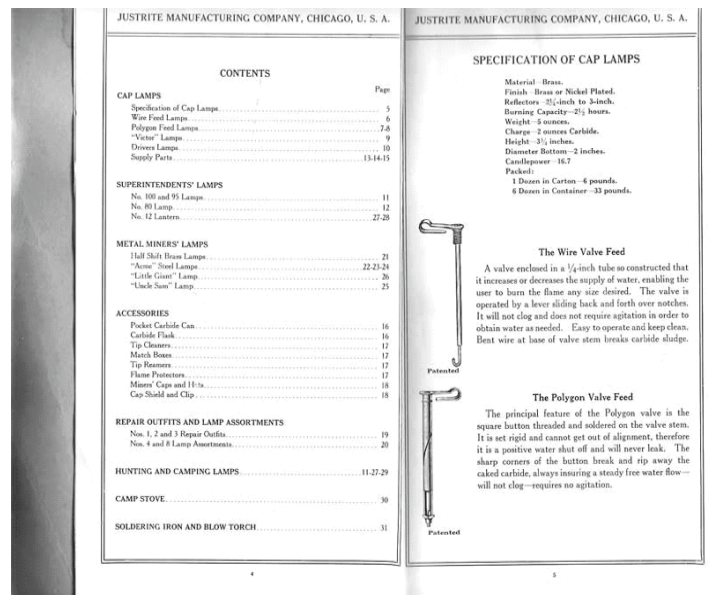 JUSTRITE MANUFACTURING COMPANY, CHICAGO, U. S. A.
CONTENTS
Page
CAP LAMPS
Specification of Cap Lamps 5
Wire Feed Lamps 6
Polygon Feed Lamps 7-8
"Victor" Lamps 9
Drivers Lamps 10
Supply Parts 13-14-15
SUPERINTENDENTS' LAMPS
No. 100 and 95 Lamps 11
No. 80 Lamp 12
No. 12 Lantern 27-28
METAL MINERS' LAMPS
Half Shift Brass Lamps 21
"Acme" Steel Lamps 22-23-24
"Little Giant" Lamp 26
"Uncle Sam" Lamp 25
ACCESSORIES
Pocket Carbide Can 16
Carbide Flask 16
Tip Cleaners 17
Match Boxes 17
Tip Reamers 17
Flame Protectors 17
Miners' Caps and Hats 18
Cap Shield and Clip 18
REPAIR OUTFITS AND LAMP ASSORTMENTS
Nos. 1, 2 and 3 Repair Outfits 19
Nos. 4 and 8 Lamp Assortments 20
HUNTING AND CAMPING LAMPS 11-27-29
CAMP STOVE 30
SOLDERING IRON AND BLOW TORCH 31
4
JUSTRITE MANUFACTURING COMPANY, CHICAGO, U. S. A.
SPECIFICATION OF CAP LAMPS
Material—Brass.
Finish—Brass or Nickel Plated.
Reflectors—2¼-inch to 3-inch.
Burning Capacity—2½ hours.
Weight—5 ounces.
Charge—2 ounces Carbide.
Height—3½ inches.
Diameter Bottom—2 inches.
Candlepower—16.7
Packed:
1 Dozen in Carton—6 pounds.
6 Dozen in Container—33 pounds.
The Wire Valve Feed
A valve enclosed in a ¼-inch tube so constructed that
it increases or decreases the supply of water, enabling the
user to burn the flame any size desired. The valve is
operated by a lever sliding back and forth over notches.
It will not clog and does not require agitation in order to
obtain water as needed. Easy to operate and keep clean.
Bent wire at base of valve stem breaks carbide sludge.
Patented
The Polygon Valve Feed
The principal feature of the Polygon valve is the
square button threaded and soldered on the valve stem.
It is set rigid and cannot get out of alignment, therefore
it is a positive water shut off and will never leak. The
sharp corners of the button break and rip away the
caked carbide, always insuring a steady free water flow—
will not clog—requires no agitation.
Patented
5